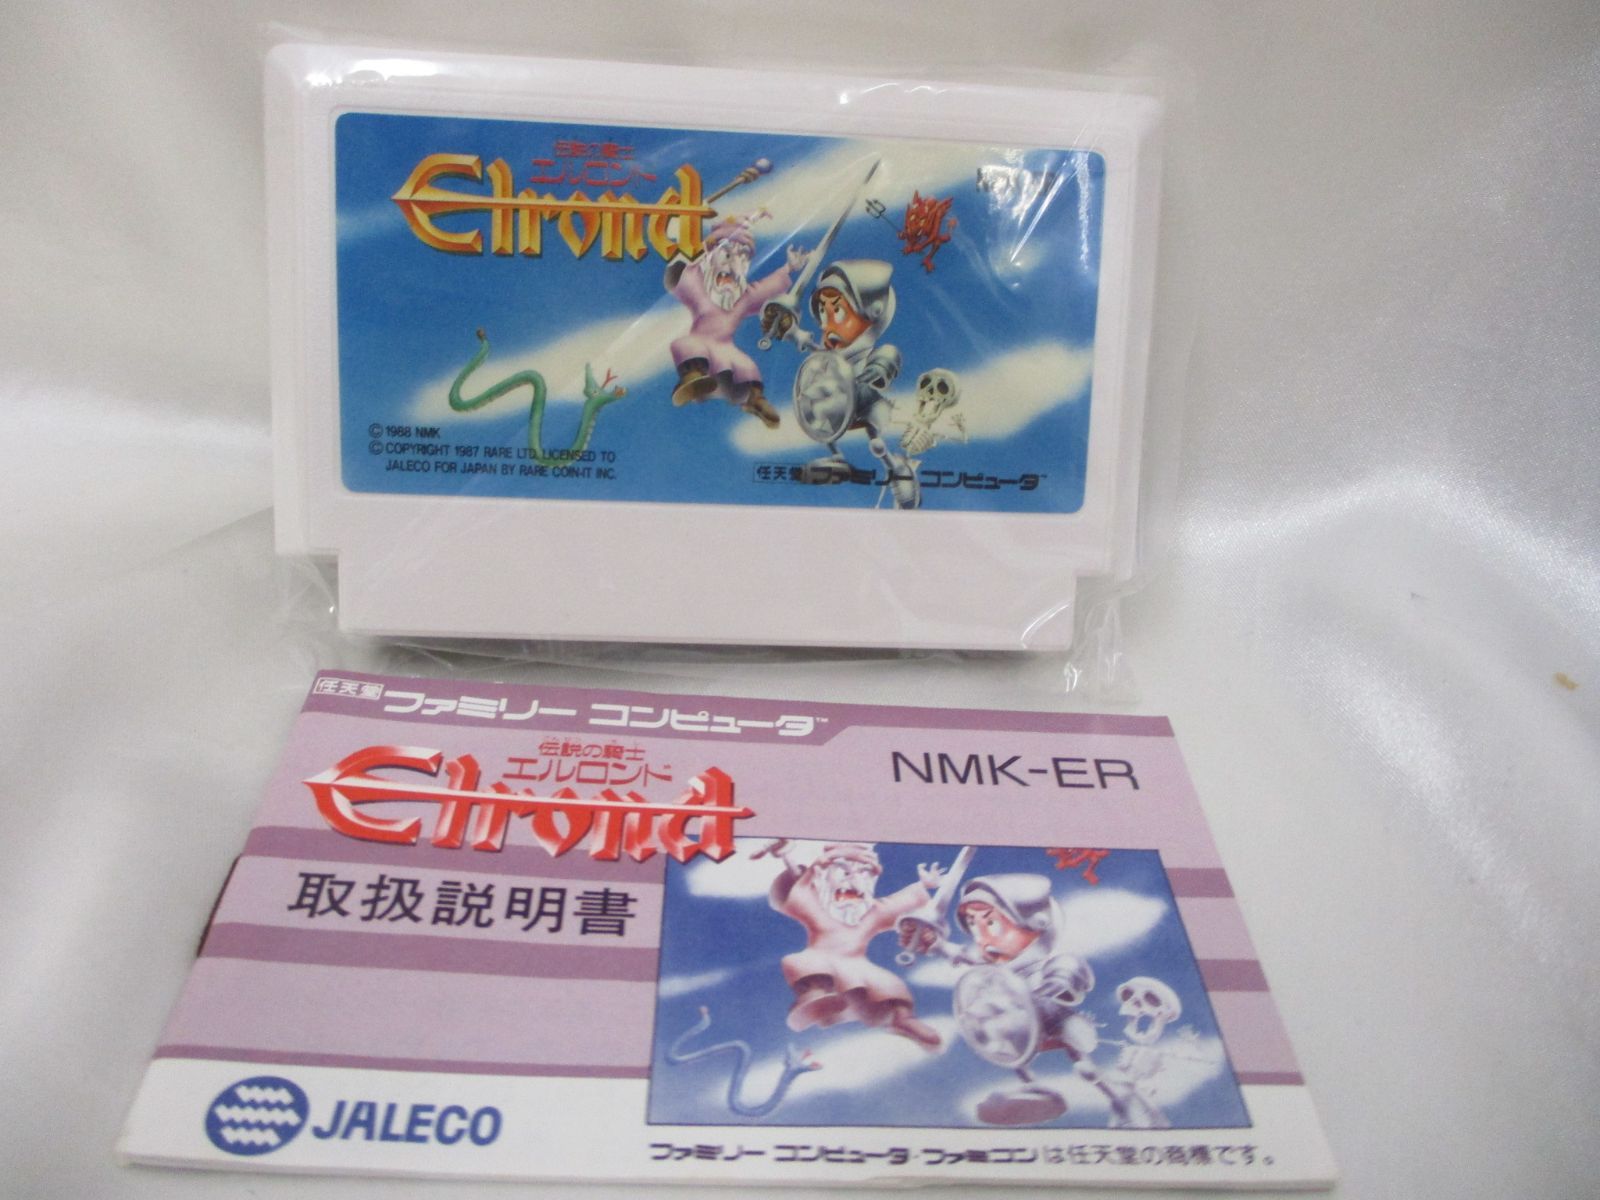 伝説の騎士
エルロンド
Elrond
© 1988 NMK
© COPYRIGHT 1987 RARE LTD. LICENSED TO
JALECO FOR JAPAN BY RARE COIN-IT INC.
任天堂 ファミリー コンピュータ™
任天堂 ファミリー コンピュータ™
伝説の騎士
エルロンド
Elrond
NMK-ER
取扱説明書
JALECO
ファミリー コンピュータ・ファミコンは任天堂の商標です。